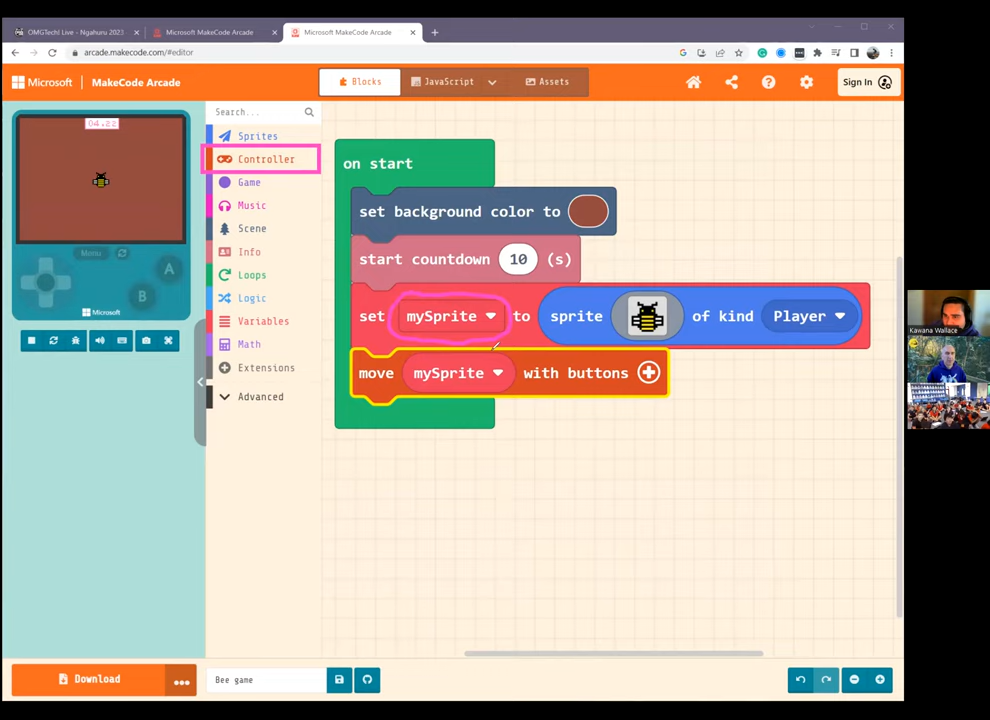 OMGTech! Live - Ngahuru 2023
Microsoft MakeCode Arcade
Microsoft MakeCode Arcade
arcade.makecode.com/#editor
Microsoft
MakeCode Arcade
Blocks
JavaScript
Assets
Sign In
04.22
Menu
A
B
Microsoft
Search...
Sprites
Controller
Game
Music
Scene
Info
Loops
Logic
Variables
Math
Extensions
Advanced
on start
set background color to
start countdown 10 (s)
set mySprite to sprite of kind Player
move mySprite with buttons
Kawana Wallace
Download
Bee game